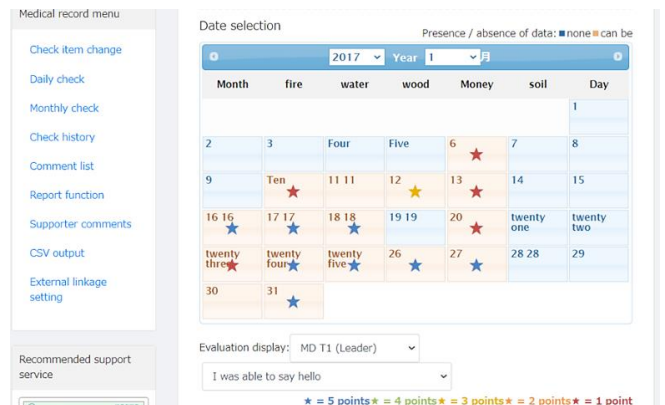 Medical record menu
Check item change
Daily check
Monthly check
Check history
Comment list
Report function
Supporter comments
CSV output
External linkage
setting
Recommended support
service
Date selection
Presence / absence of data: none can be
2017 Year 1 月
Month fire water wood Money soil Day
1
2 3 Four Five 6 7 8
9 Ten 11 11 12 13 14 15
16 16 17 17 18 18 19 19 20 twenty one twenty two
twenty three twenty four twenty five 26 27 28 28 29
30 31
Evaluation display: MD T1 (Leader)
I was able to say hello
★ = 5 points★ = 4 points★ = 3 points★ = 2 points★ = 1 point